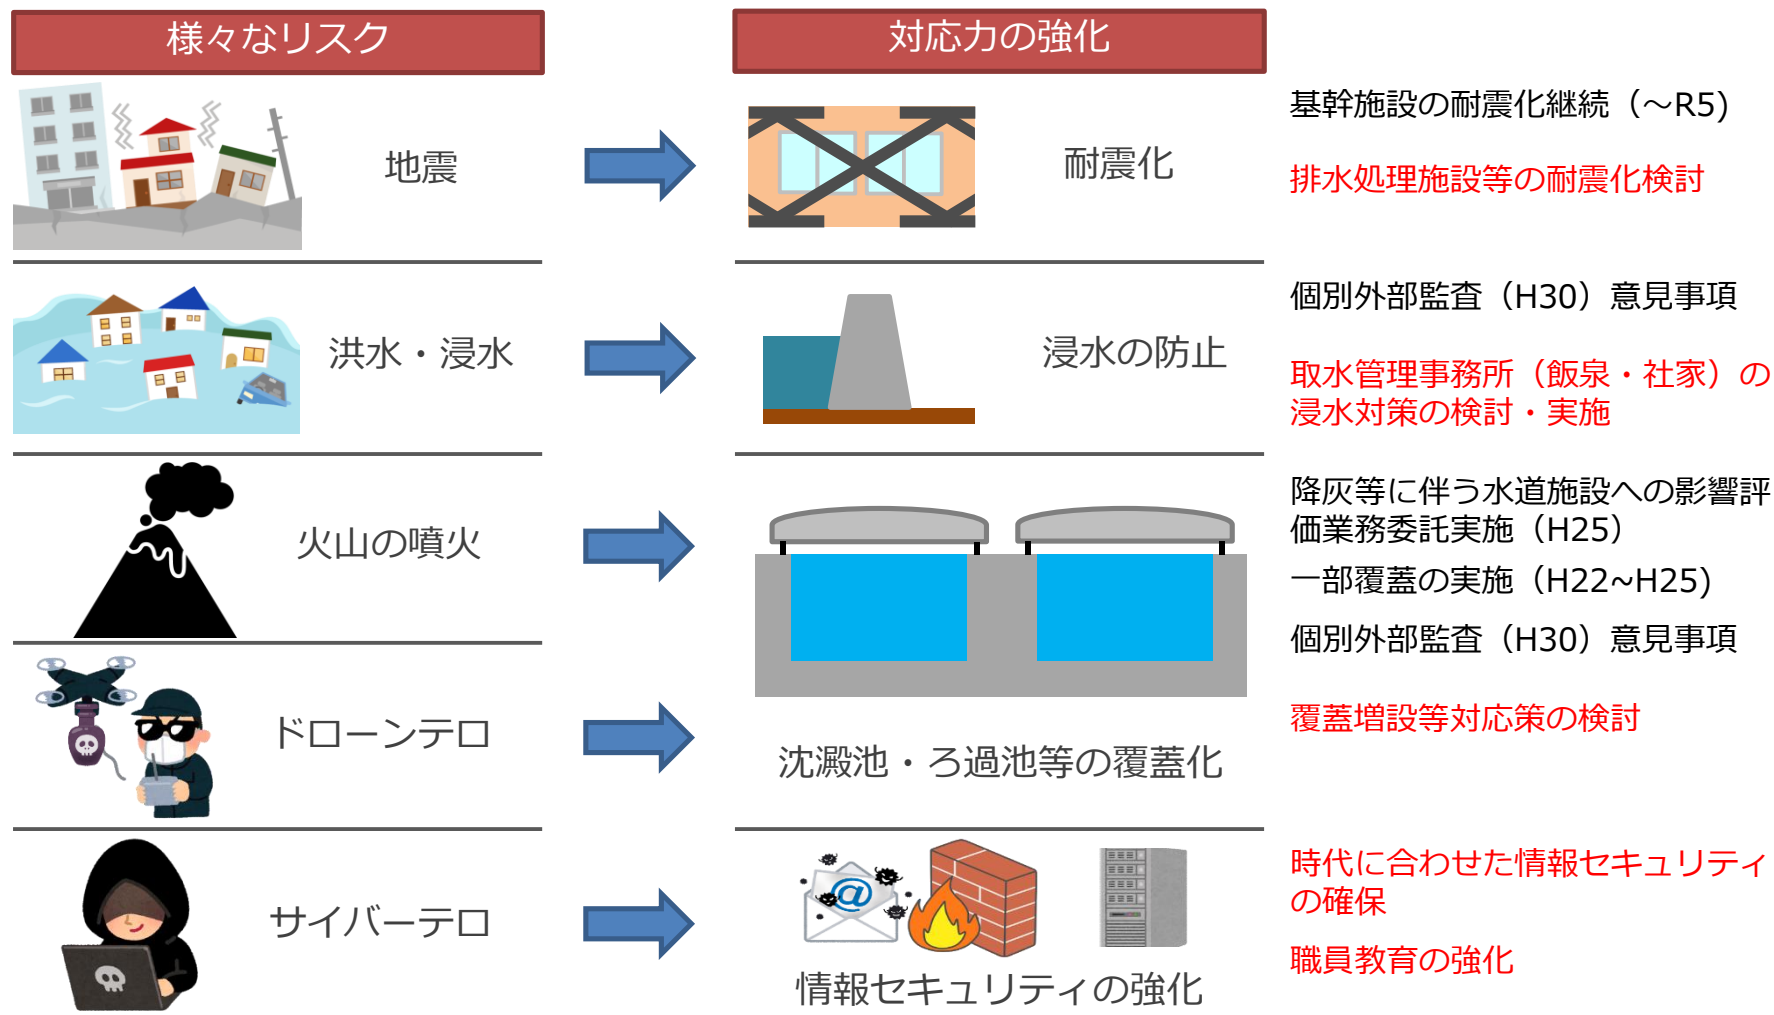 様々なリスク
対応力の強化
地震
耐震化
基幹施設の耐震化継続（～R5)
排水処理施設等の耐震化検討
洪水・浸水
浸水の防止
個別外部監査（H30）意見事項
取水管理事務所（飯泉・社家）の
浸水対策の検討・実施
火山の噴火
ドローンテロ
沈澱池・ろ過池等の覆蓋化
降灰等に伴う水道施設への影響評
価業務委託実施（H25）
一部覆蓋の実施（H22~H25)
個別外部監査（H30）意見事項
覆蓋増設等対応策の検討
サイバーテロ
@
情報セキュリティの強化
時代に合わせた情報セキュリティ
の確保
職員教育の強化